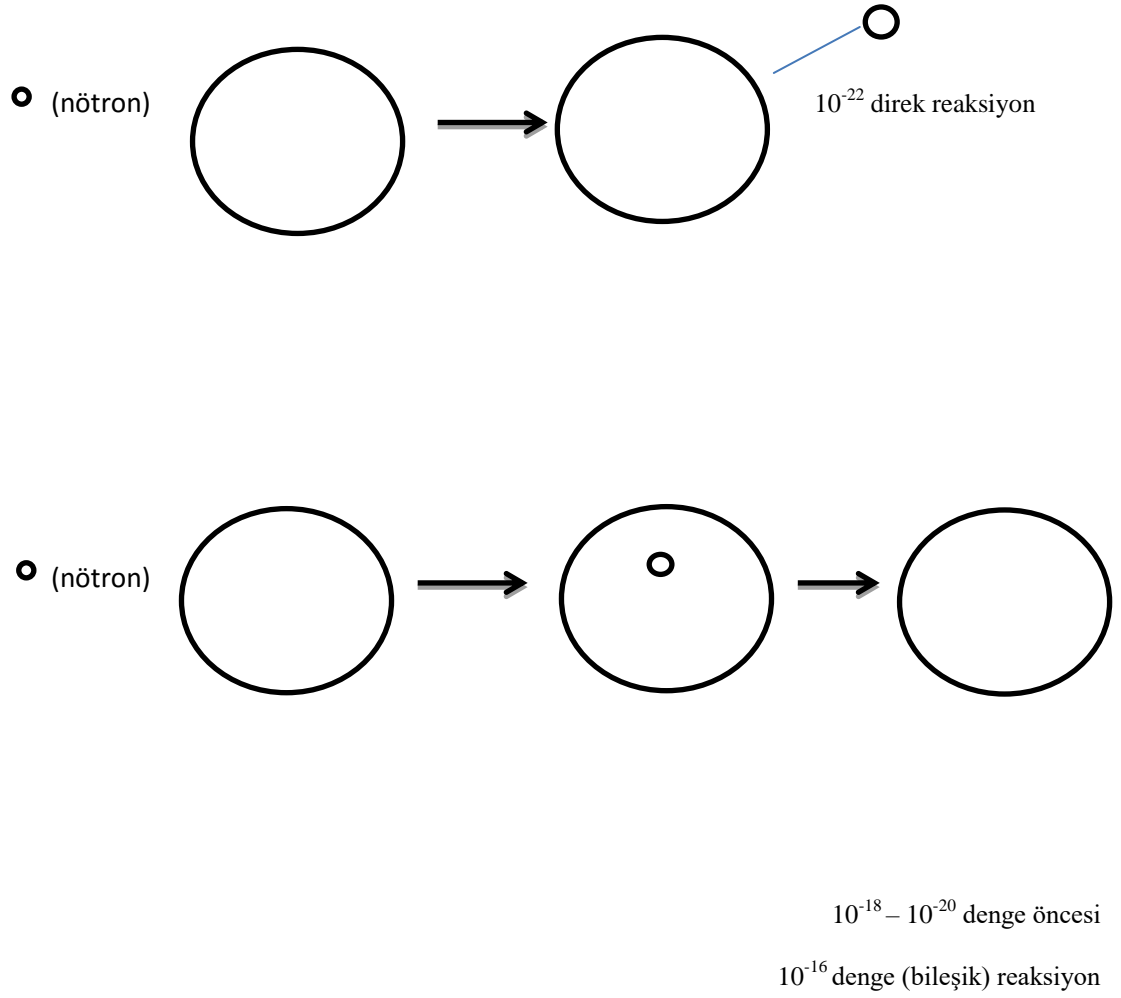 (nötron)
10⁻²² direk reaksiyon
(nötron)
10⁻¹⁸ – 10⁻²⁰ denge öncesi
10⁻¹⁶ denge (bileşik) reaksiyon